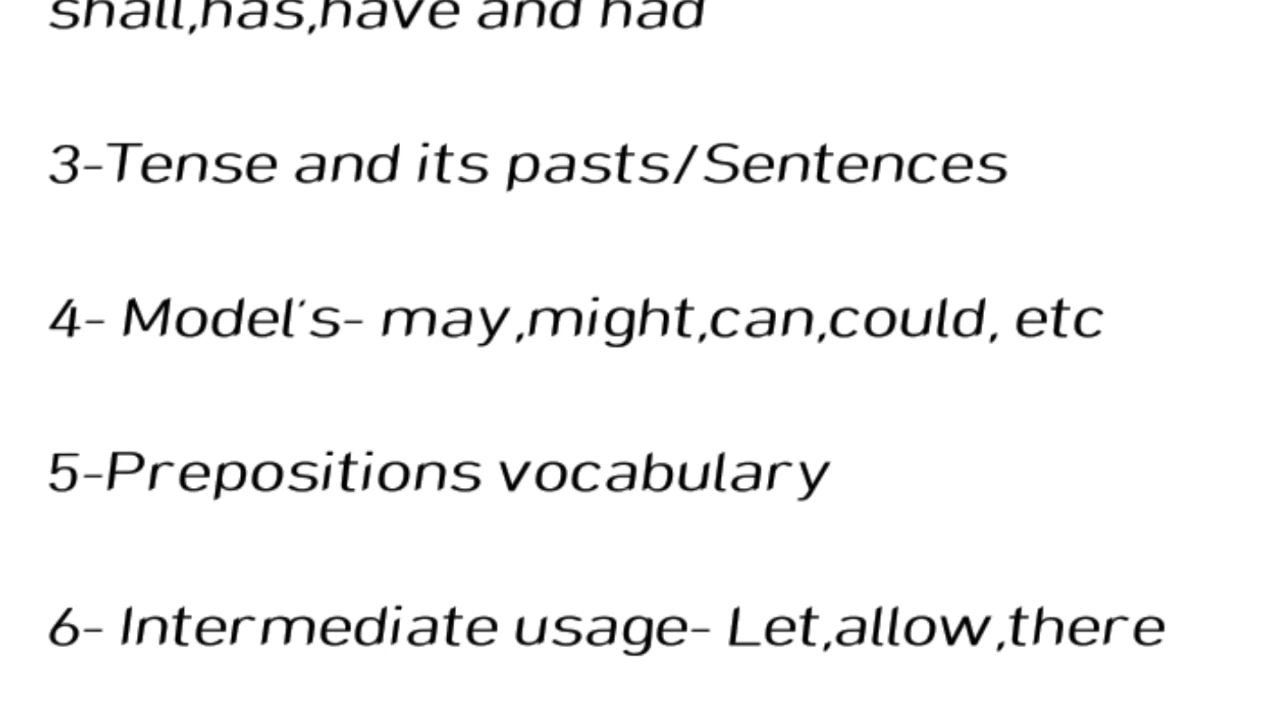 shall,has,have and had
3-Tense and its pasts/Sentences
4- Model's- may,might,can,could, etc
5-Prepositions vocabulary
6- Intermediate usage- Let,allow,there